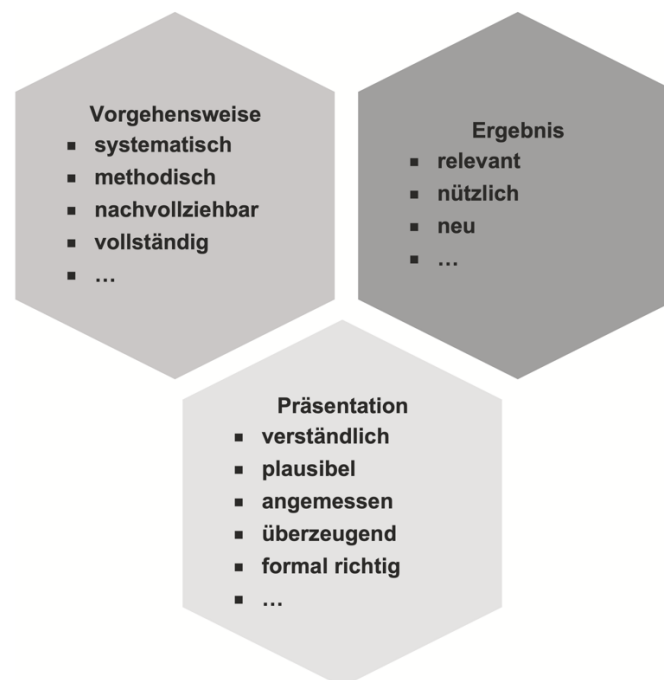 Vorgehensweise
▪ systematisch
▪ methodisch
▪ nachvollziehbar
▪ vollständig
▪ …
Ergebnis
▪ relevant
▪ nützlich
▪ neu
▪ …
Präsentation
▪ verständlich
▪ plausibel
▪ angemessen
▪ überzeugend
▪ formal richtig
▪ …